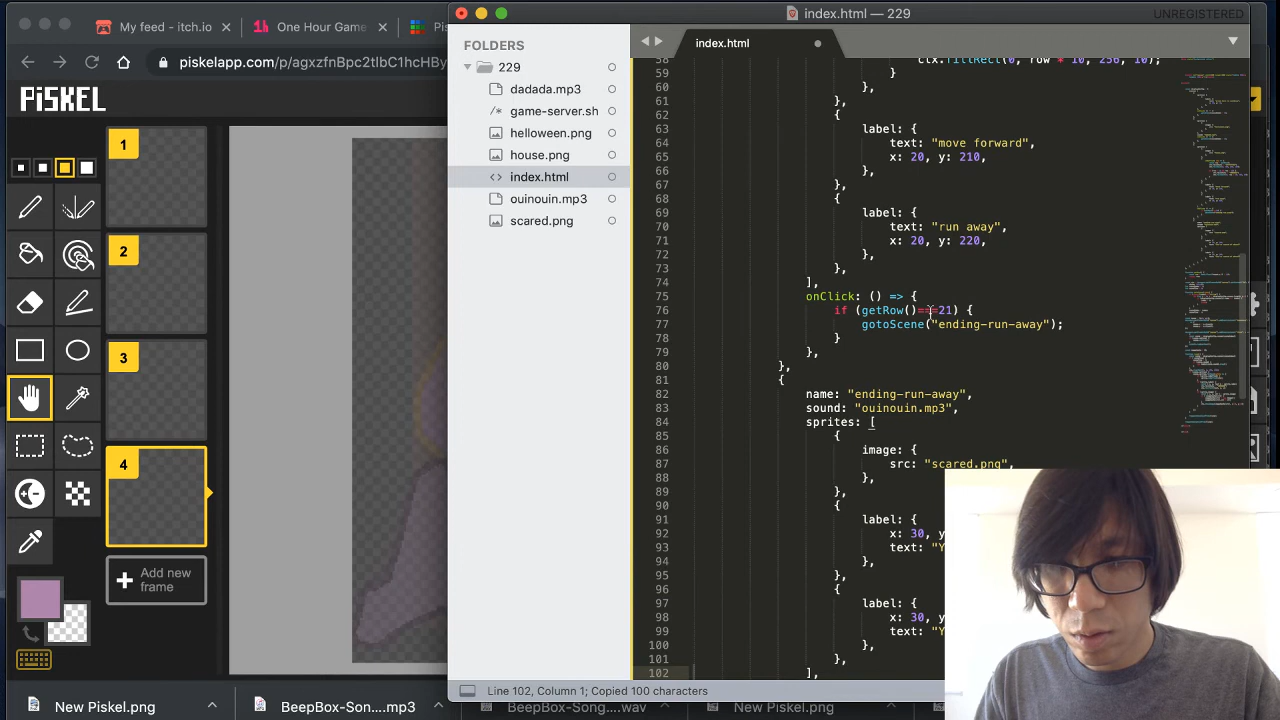 index.html — 229
UNREGISTERED
My feed - itch.io
One Hour Game
Pis
piskelapp.com/p/agxzfnBpc2tlbC1hcHBy
PiSKEL
FOLDERS
229
dadada.mp3
game-server.sh
helloween.png
house.png
index.html
ouinouin.mp3
scared.png
1
2
3
4
Add new
frame
index.html
58
59 }
60 },
61 },
62 {
63 label: {
64 text: "move forward",
65 x: 20, y: 210,
66 },
67 },
68 {
69 label: {
70 text: "run away",
71 x: 20, y: 220,
72 },
73 },
74 ],
75 onClick: () => {
76 if (getRow()===21) {
77 gotoScene("ending-run-away");
78 }
79 },
80 },
81 {
82 name: "ending-run-away",
83 sound: "ouinouin.mp3",
84 sprites: [
85 {
86 image: {
87 src: "scared.png",
88 },
89 },
90 {
91 label: {
92 x: 30, y
93 text: "Y
94 },
95 },
96 {
97 label: {
98 x: 30, y
99 text: "Y
100 },
101 },
102 ],
Line 102, Column 1; Copied 100 characters
New Piskel.png
BeepBox-Son....mp3
BeepBox-Song....wav
New Piskel.png